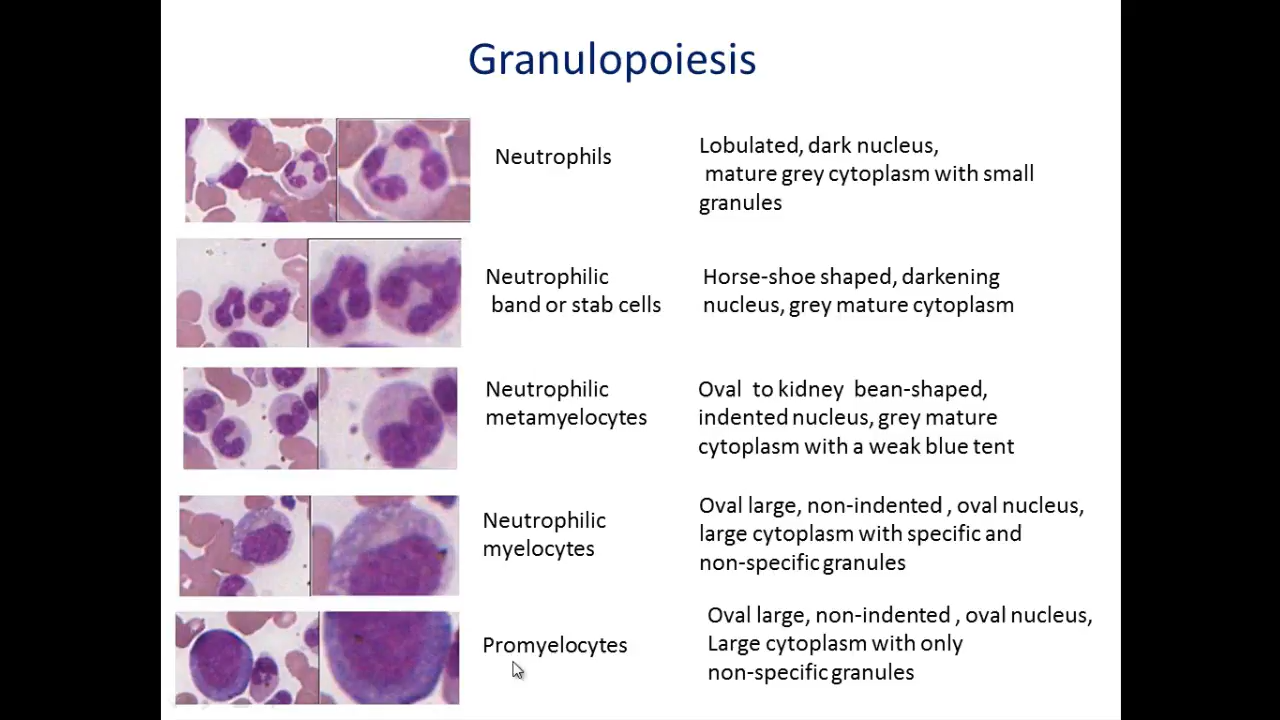 Granulopoiesis
Neutrophils
Lobulated, dark nucleus,
mature grey cytoplasm with small
granules
Neutrophilic
band or stab cells
Horse-shoe shaped, darkening
nucleus, grey mature cytoplasm
Neutrophilic
metamyelocytes
Oval to kidney bean-shaped,
indented nucleus, grey mature
cytoplasm with a weak blue tent
Neutrophilic
myelocytes
Oval large, non-indented , oval nucleus,
large cytoplasm with specific and
non-specific granules
Promyelocytes
Oval large, non-indented , oval nucleus,
Large cytoplasm with only
non-specific granules